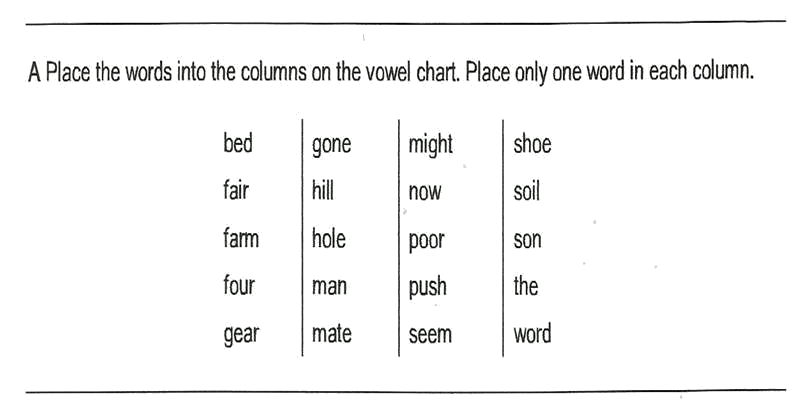 A Place the words into the columns on the vowel chart. Place only one word in each column.
bed gone might shoe
fair hill now soil
farm hole poor son
four man push the
gear mate seem word